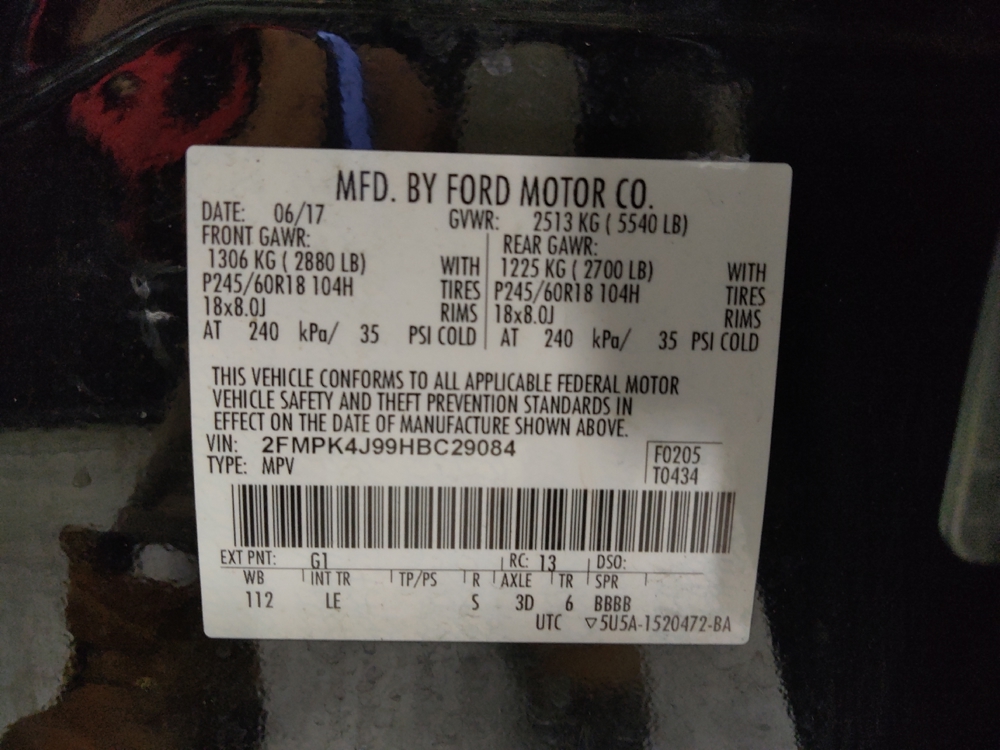 MFD. BY FORD MOTOR CO.
DATE: 06/17 GVWR: 2513 KG ( 5540 LB)
FRONT GAWR: REAR GAWR:
1306 KG ( 2880 LB) WITH 1225 KG ( 2700 LB) WITH
P245/60R18 104H TIRES P245/60R18 104H TIRES
18x8.0J RIMS 18x8.0J RIMS
AT 240 kPa/ 35 PSI COLD AT 240 kPa/ 35 PSI COLD
THIS VEHICLE CONFORMS TO ALL APPLICABLE FEDERAL MOTOR
VEHICLE SAFETY AND THEFT PREVENTION STANDARDS IN
EFFECT ON THE DATE OF MANUFACTURE SHOWN ABOVE.
VIN: 2FMPK4J99HBC29084 F0205
TYPE: MPV T0434
EXT PNT: G1 RC: 13 DSO:
WB INT TR TP/PS R AXLE TR SPR
112 LE S 3D 6 BBBB
UTC ▽5U5A-1520472-BA